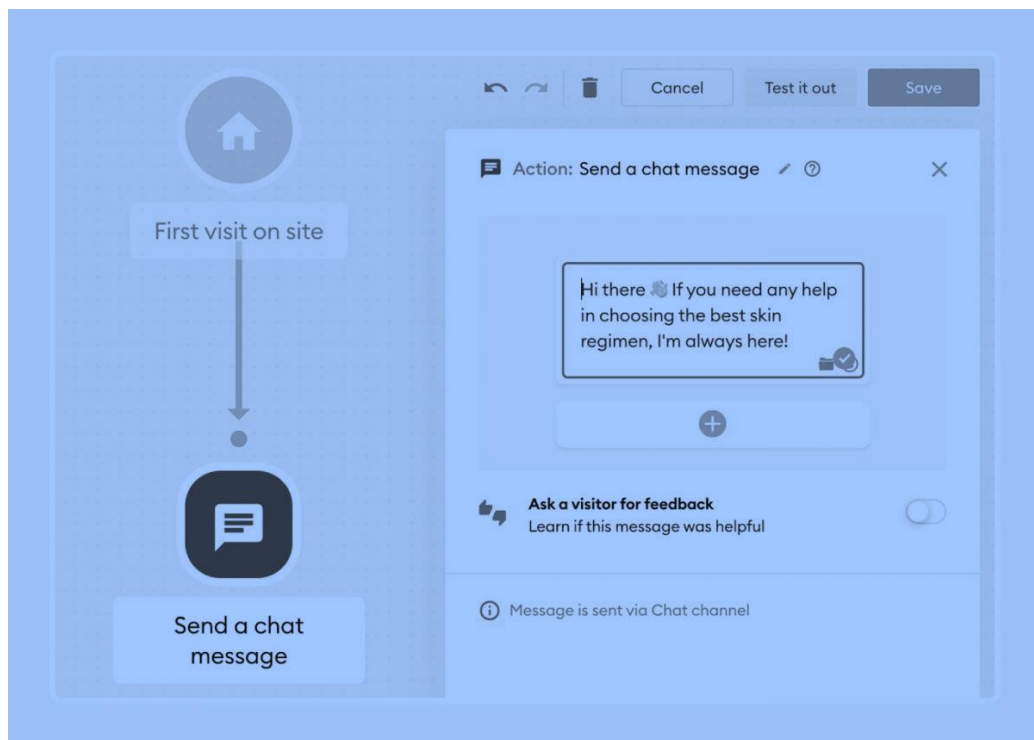 Cancel
Test it out
Save
First visit on site
Action: Send a chat message
Hi there 👋 If you need any help
in choosing the best skin
regimen, I'm always here!
Ask a visitor for feedback
Learn if this message was helpful
Message is sent via Chat channel
Send a chat
message